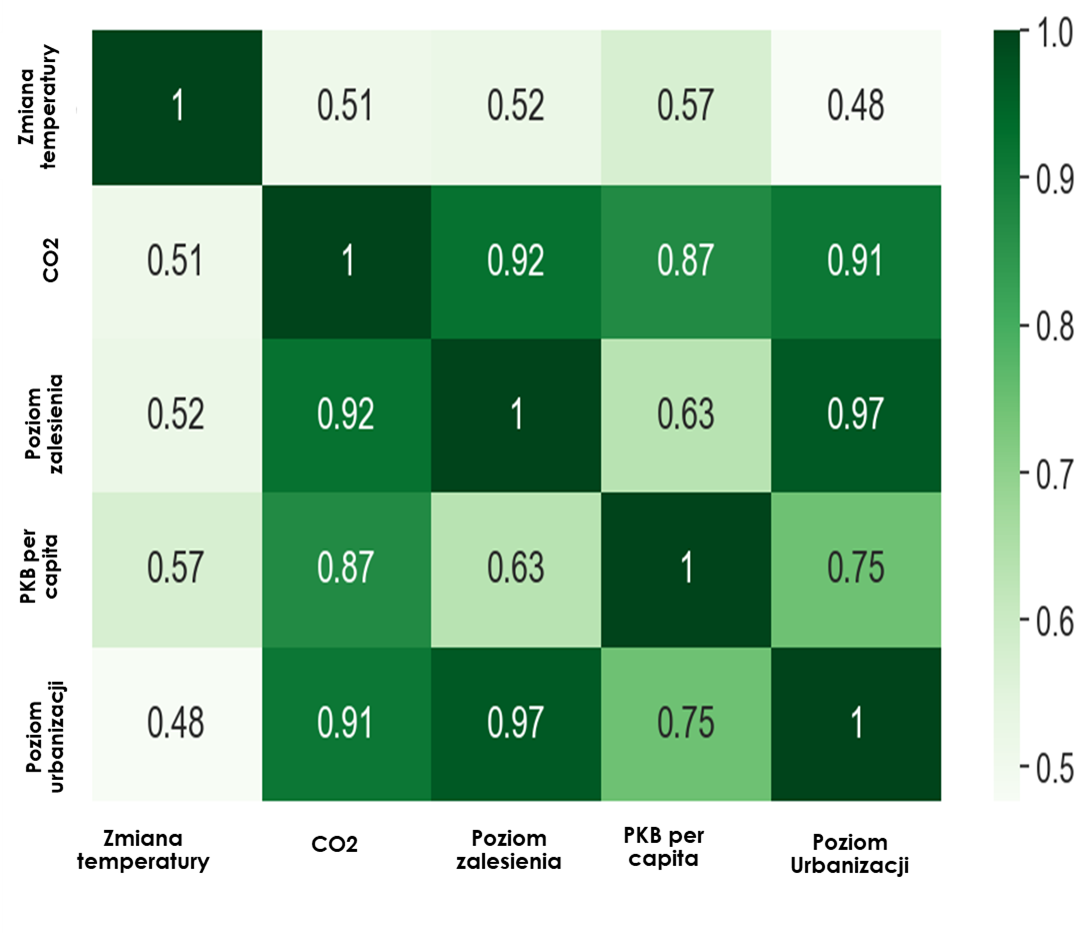 1.0
Zmiana
temperatury
1 0.51 0.52 0.57 0.48
0.9
CO2
0.51 1 0.92 0.87 0.91
0.8
Poziom
zalesienia
0.52 0.92 1 0.63 0.97
0.7
PKB per
capita
0.57 0.87 0.63 1 0.75
0.6
Poziom
urbanizacji
0.48 0.91 0.97 0.75 1
0.5
Zmiana
temperatury
CO2
Poziom
zalesienia
PKB per
capita
Poziom
Urbanizacji